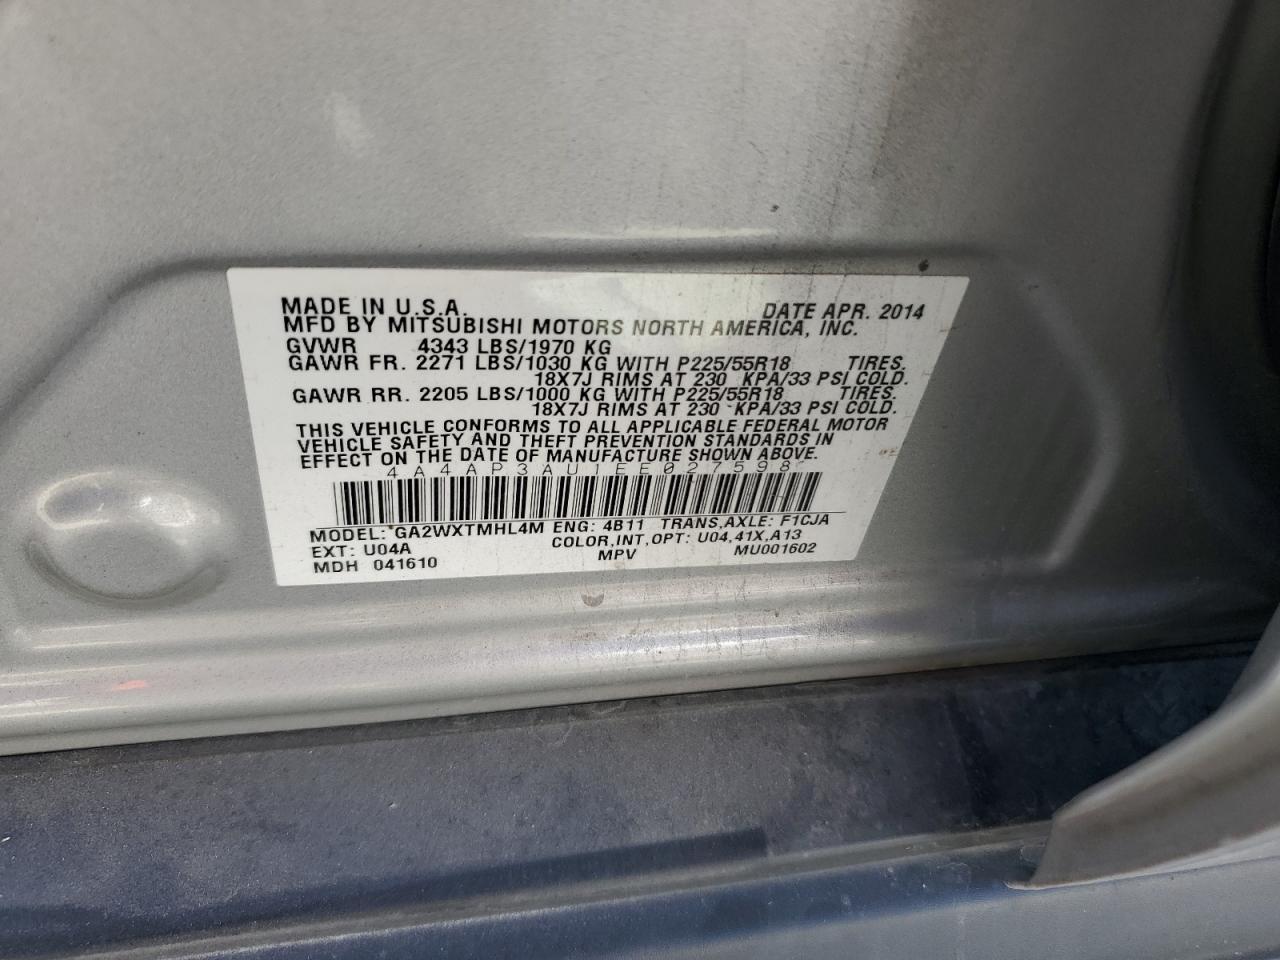 MADE IN U.S.A. DATE APR. 2014
MFD BY MITSUBISHI MOTORS NORTH AMERICA, INC.
GVWR 4343 LBS/1970 KG
GAWR FR. 2271 LBS/1030 KG WITH P225/55R18 TIRES.
18X7J RIMS AT 230 KPA/33 PSI COLD.
GAWR RR. 2205 LBS/1000 KG WITH P225/55R18 TIRES.
18X7J RIMS AT 230 KPA/33 PSI COLD.
THIS VEHICLE CONFORMS TO ALL APPLICABLE FEDERAL MOTOR
VEHICLE SAFETY AND THEFT PREVENTION STANDARDS IN
EFFECT ON THE DATE OF MANUFACTURE SHOWN ABOVE.
4A4AP3AU1EE027598
MODEL: GA2WXTMHL4M ENG: 4B11 TRANS,AXLE: F1CJA
EXT: U04A COLOR,INT,OPT: U04,41X,A13
MDH 041610 MPV MU001602